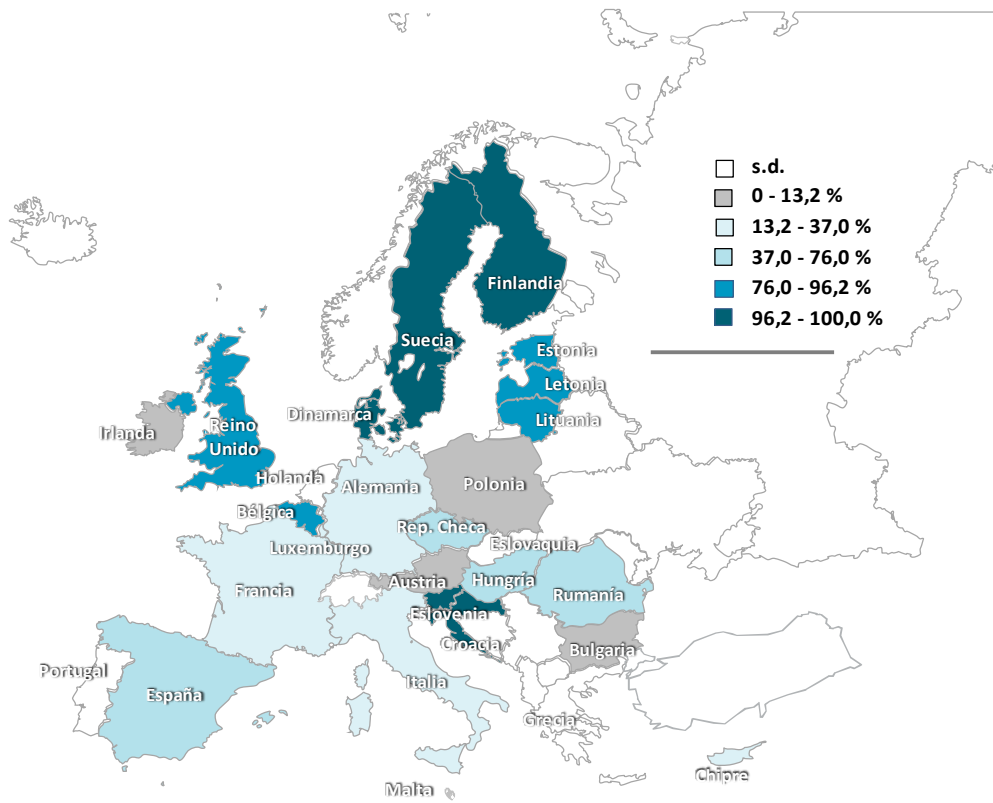 s.d.
0 - 13,2 %
13,2 - 37,0 %
37,0 - 76,0 %
76,0 - 96,2 %
96,2 - 100,0 %
Finlandia
Suecia
Estonia
Letonia
Dinamarca
Lituania
Irlanda
Reino
Unido
Holanda
Alemania
Polonia
Bélgica
Rep. Checa
Luxemburgo
Eslovaquia
Francia
Austria
Hungría
Rumanía
Eslovenia
Croacia
Bulgaria
Portugal
España
Italia
Grecia
Chipre
Malta